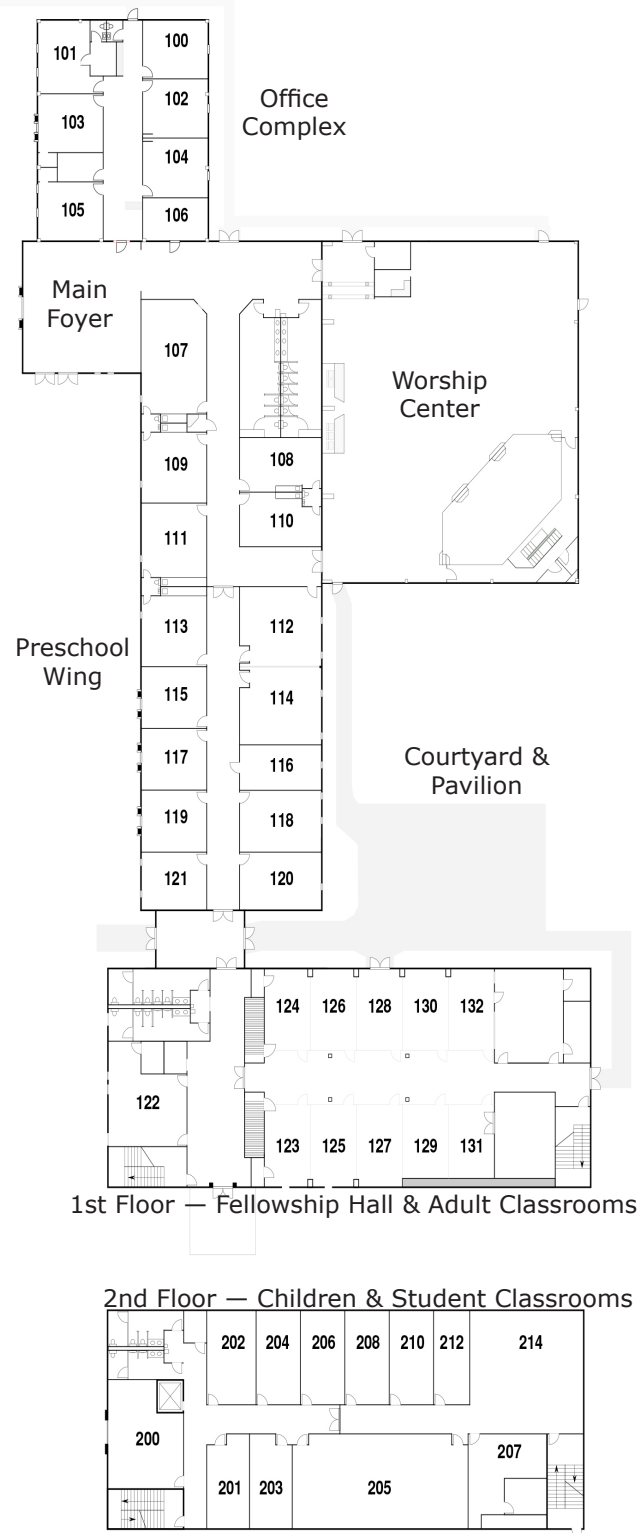 101
100
103
102
104
105
106
Office
Complex
Main
Foyer
107
Worship
Center
109
108
111
110
113
112
Preschool
Wing
115
114
117
116
Courtyard &
Pavilion
119
118
121
120
124 126 128 130 132
122
123 125 127 129 131
1st Floor — Fellowship Hall & Adult Classrooms
2nd Floor — Children & Student Classrooms
202 204 206 208 210 212 214
200
207
201 203 205